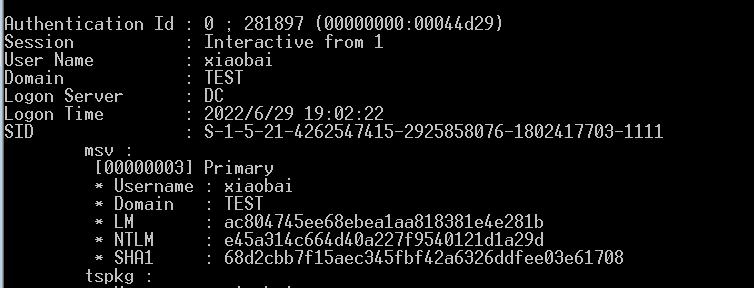 Authentication Id : 0 ; 281897 (00000000:00044d29)
Session : Interactive from 1
User Name : xiaobai
Domain : TEST
Logon Server : DC
Logon Time : 2022/6/29 19:02:22
SID : S-1-5-21-4262547415-2925858076-1802417703-1111
msv :
[00000003] Primary
* Username : xiaobai
* Domain : TEST
* LM : ac804745ee68ebea1aa818381e4e281b
* NTLM : e45a314c664d40a227f9540121d1a29d
* SHA1 : 68d2cbb7f15aec345fbf42a6326ddfee03e61708
tspkg :